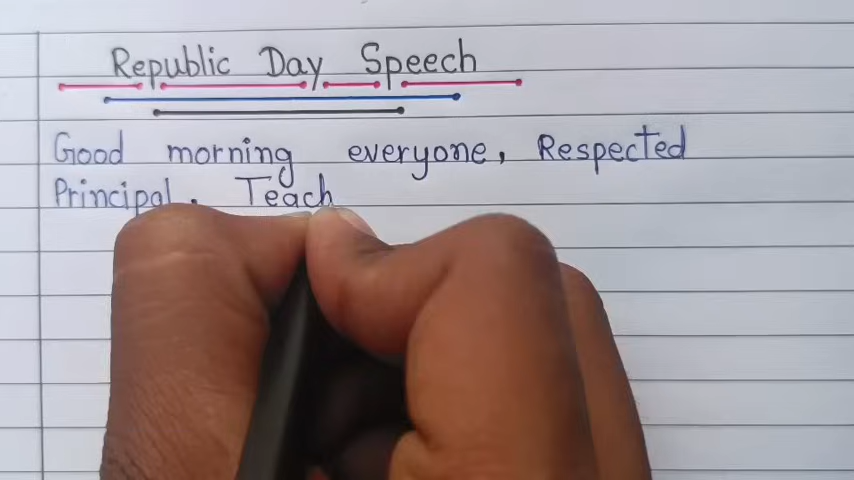 Republic Day Speech
Good morning everyone, Respected
Principal, Teach